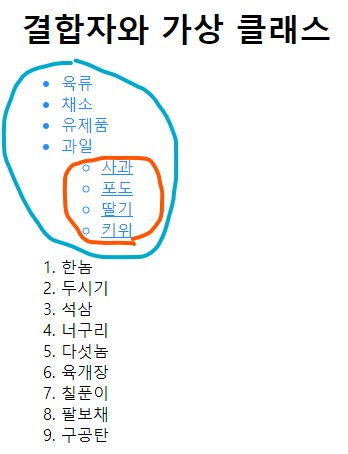 결합자와 가상 클래스
육류
채소
유제품
과일
사과
포도
딸기
키위
1. 한놈
2. 두시기
3. 석삼
4. 너구리
5. 다섯놈
6. 육개장
7. 칠푼이
8. 팔보채
9. 구공탄